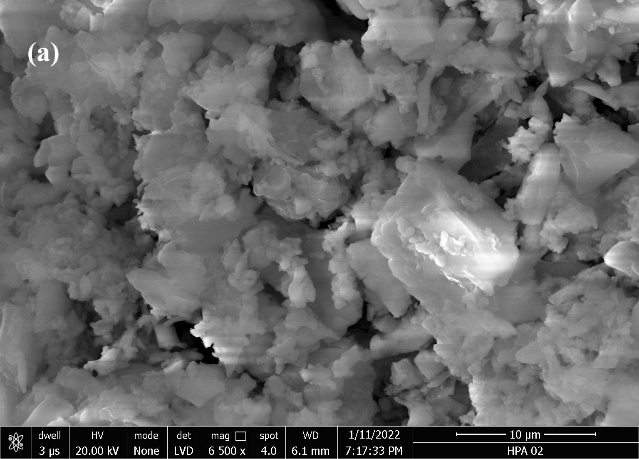 (a)
dwell HV mode det mag spot WD 1/11/2022 10 µm
3 µs 20.00 kV None LVD 6 500 x 4.0 6.1 mm 7:17:33 PM HPA 02